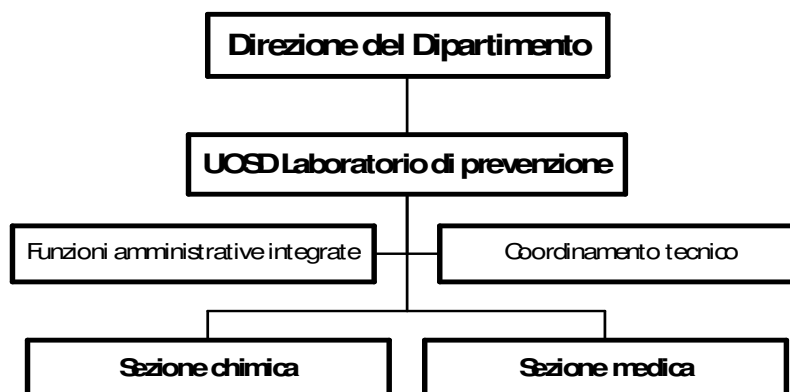 Direzione del Dipartimento
UOSD Laboratorio di prevenzione
Funzioni amministrative integrate
Coordinamento tecnico
Sezione chimica
Sezione medica